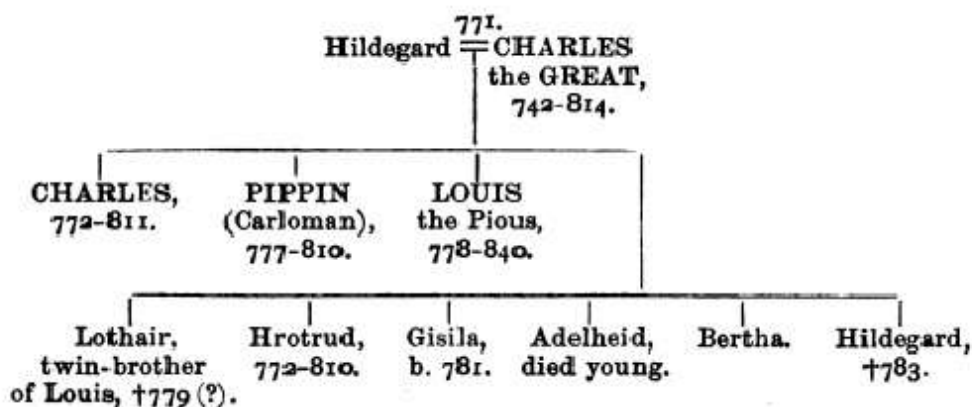 771.
Hildegard = CHARLES
the GREAT,
742-814.
CHARLES,
772-811.
PIPPIN
(Carloman),
777-810.
LOUIS
the Pious,
778-840.
Lothair,
twin-brother
of Louis, †779 (?).
Hrotrud,
772-810.
Gisila,
b. 781.
Adelheid,
died young.
Bertha.
Hildegard,
†783.